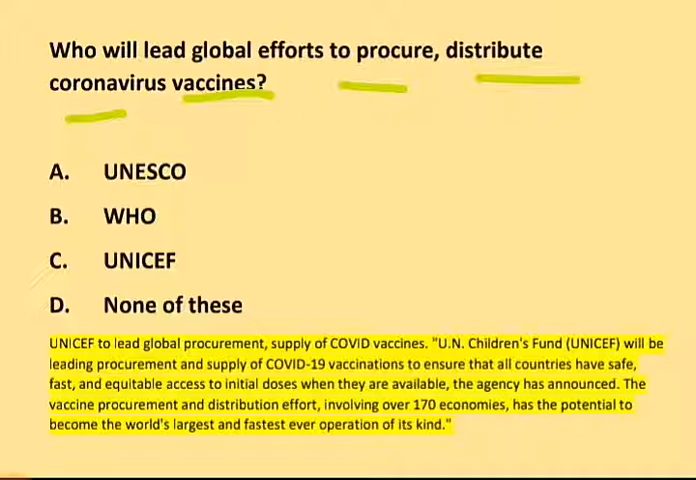 Who will lead global efforts to procure, distribute
coronavirus vaccines?
A. UNESCO
B. WHO
C. UNICEF
D. None of these
UNICEF to lead global procurement, supply of COVID vaccines. "U.N. Children's Fund (UNICEF) will be
leading procurement and supply of COVID-19 vaccinations to ensure that all countries have safe,
fast, and equitable access to initial doses when they are available, the agency has announced. The
vaccine procurement and distribution effort, involving over 170 economies, has the potential to
become the world's largest and fastest ever operation of its kind."